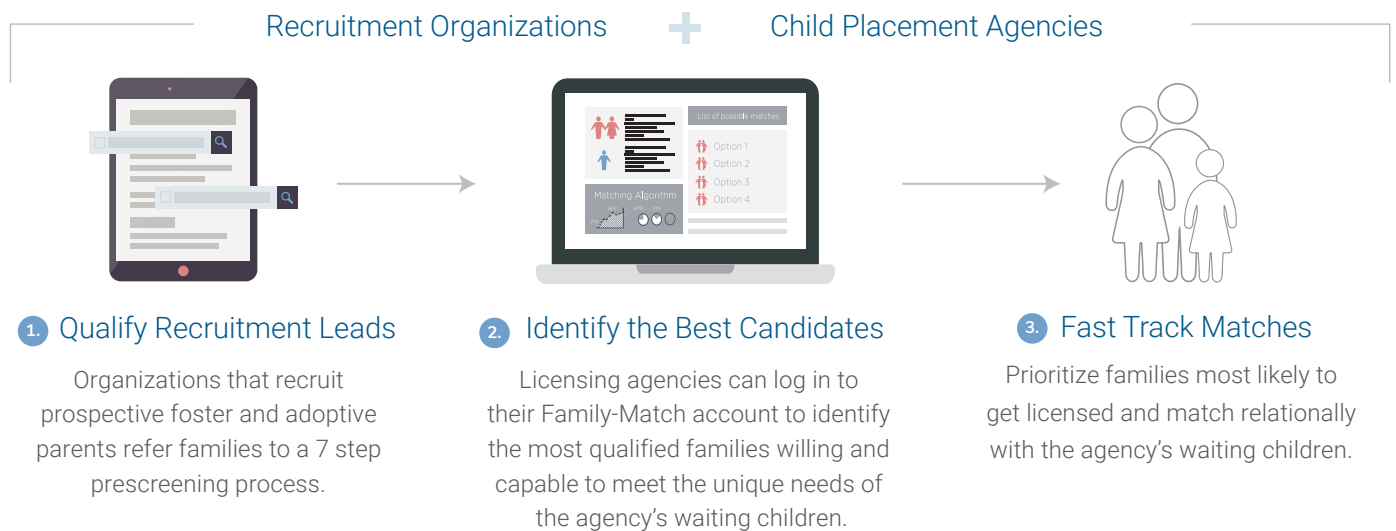 Recruitment Organizations + Child Placement Agencies
List of possible matches
Option 1
Option 2
Option 3
Option 4
Matching Algorithm
1. Qualify Recruitment Leads
Organizations that recruit
prospective foster and adoptive
parents refer families to a 7 step
prescreening process.
2. Identify the Best Candidates
Licensing agencies can log in to
their Family-Match account to identify
the most qualified families willing and
capable to meet the unique needs of
the agency’s waiting children.
3. Fast Track Matches
Prioritize families most likely to
get licensed and match relationally
with the agency’s waiting children.